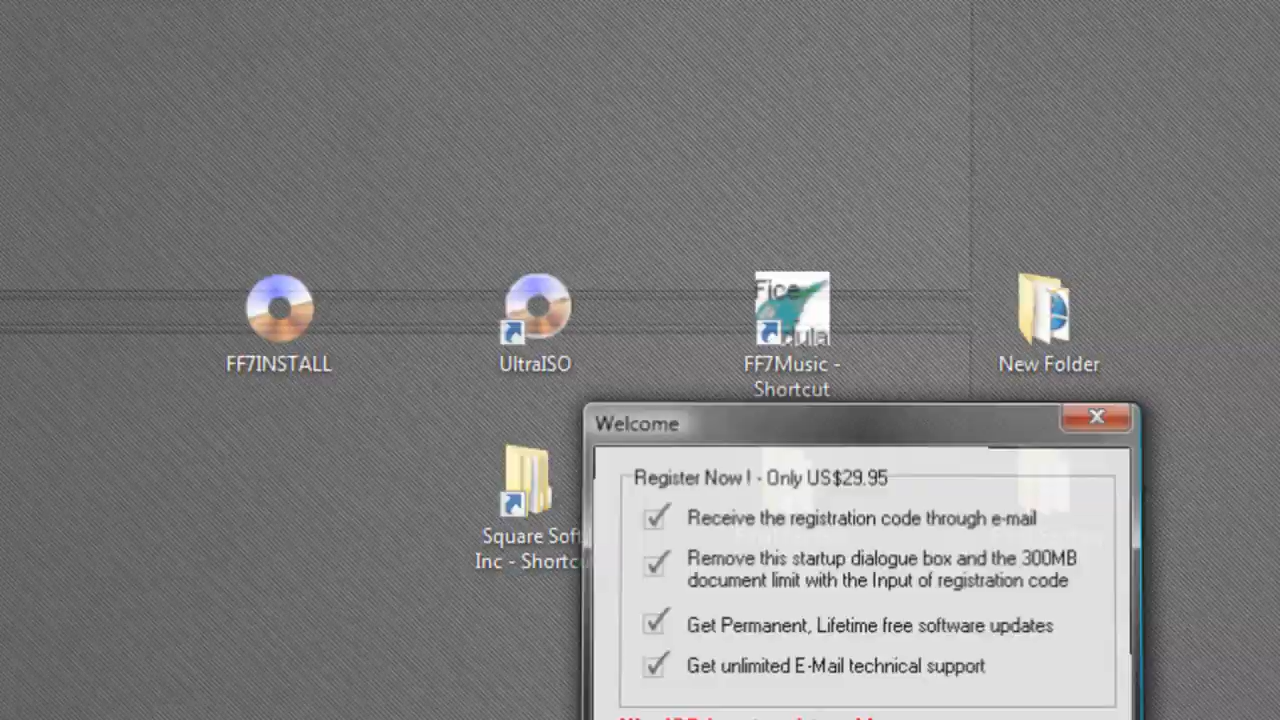 FF7INSTALL
UltraISO
FF7Music -
Shortcut
New Folder
Square Soft
Inc - Shortcu
Welcome
Register Now ! - Only US$29.95
Receive the registration code through e-mail
Remove this startup dialogue box and the 300MB
document limit with the Input of registration code
Get Permanent, Lifetime free software updates
Get unlimited E-Mail technical support